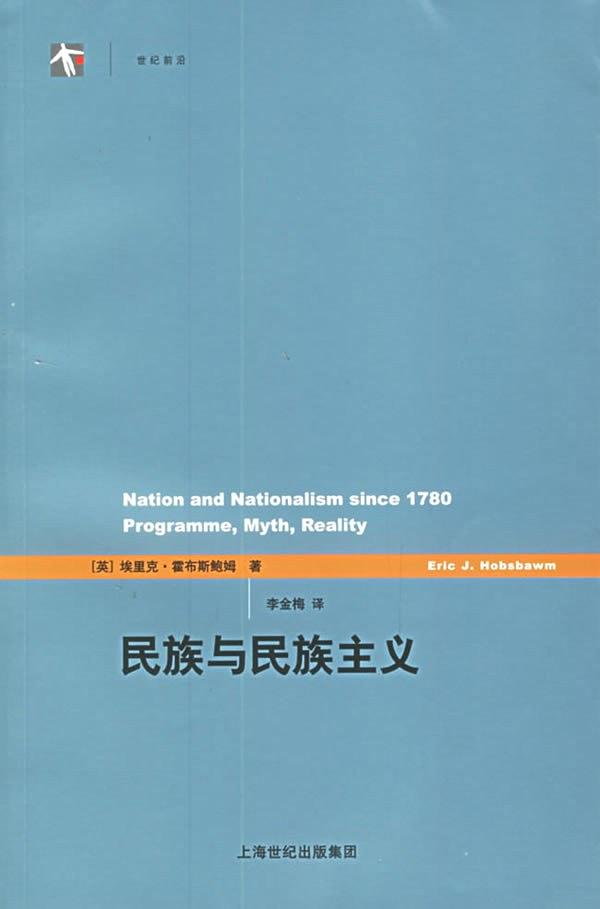 世纪前沿
Nation and Nationalism since 1780
Programme, Myth, Reality
[英] 埃里克·霍布斯鲍姆 著
Eric J. Hobsbawm
李金梅 译
民族与民族主义
上海世纪出版集团